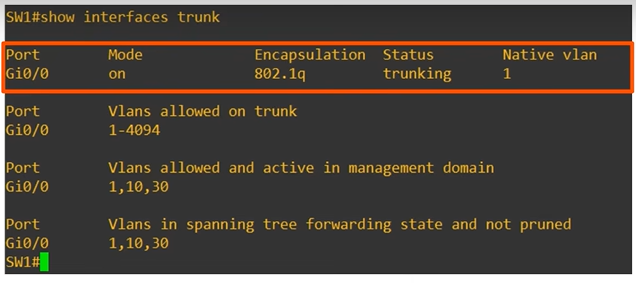 SW1#show interfaces trunk
Port Mode Encapsulation Status Native vlan
Gi0/0 on 802.1q trunking 1
Port Vlans allowed on trunk
Gi0/0 1-4094
Port Vlans allowed and active in management domain
Gi0/0 1,10,30
Port Vlans in spanning tree forwarding state and not pruned
Gi0/0 1,10,30
SW1#